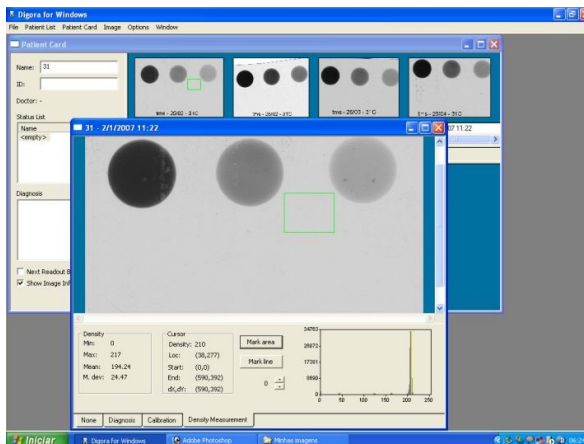 Digora for Windows
File Patient List Patient Card Image Options Window
Patient Card
Name: 31
ID:
Doctor: -
Status List
Name
<empty>
Diagnosis
Next Readout B
Show Image Inf
07 11:22
31 - 2/1/2007 11:22
Density
Min: 0
Max: 217
Mean: 194.24
M. dev: 24.47
Cursor
Density: 210
Loc: (38,277)
Start: (0,0)
End: (590,392)
dX,dY: (590,392)
Mark area
Mark line
0
34703
26072
17381
8690
0 50 100 150 200 250
None Diagnosis Calibration Density Measurement
Iniciar Digora for Windows Adobe Photoshop Minhas imagens